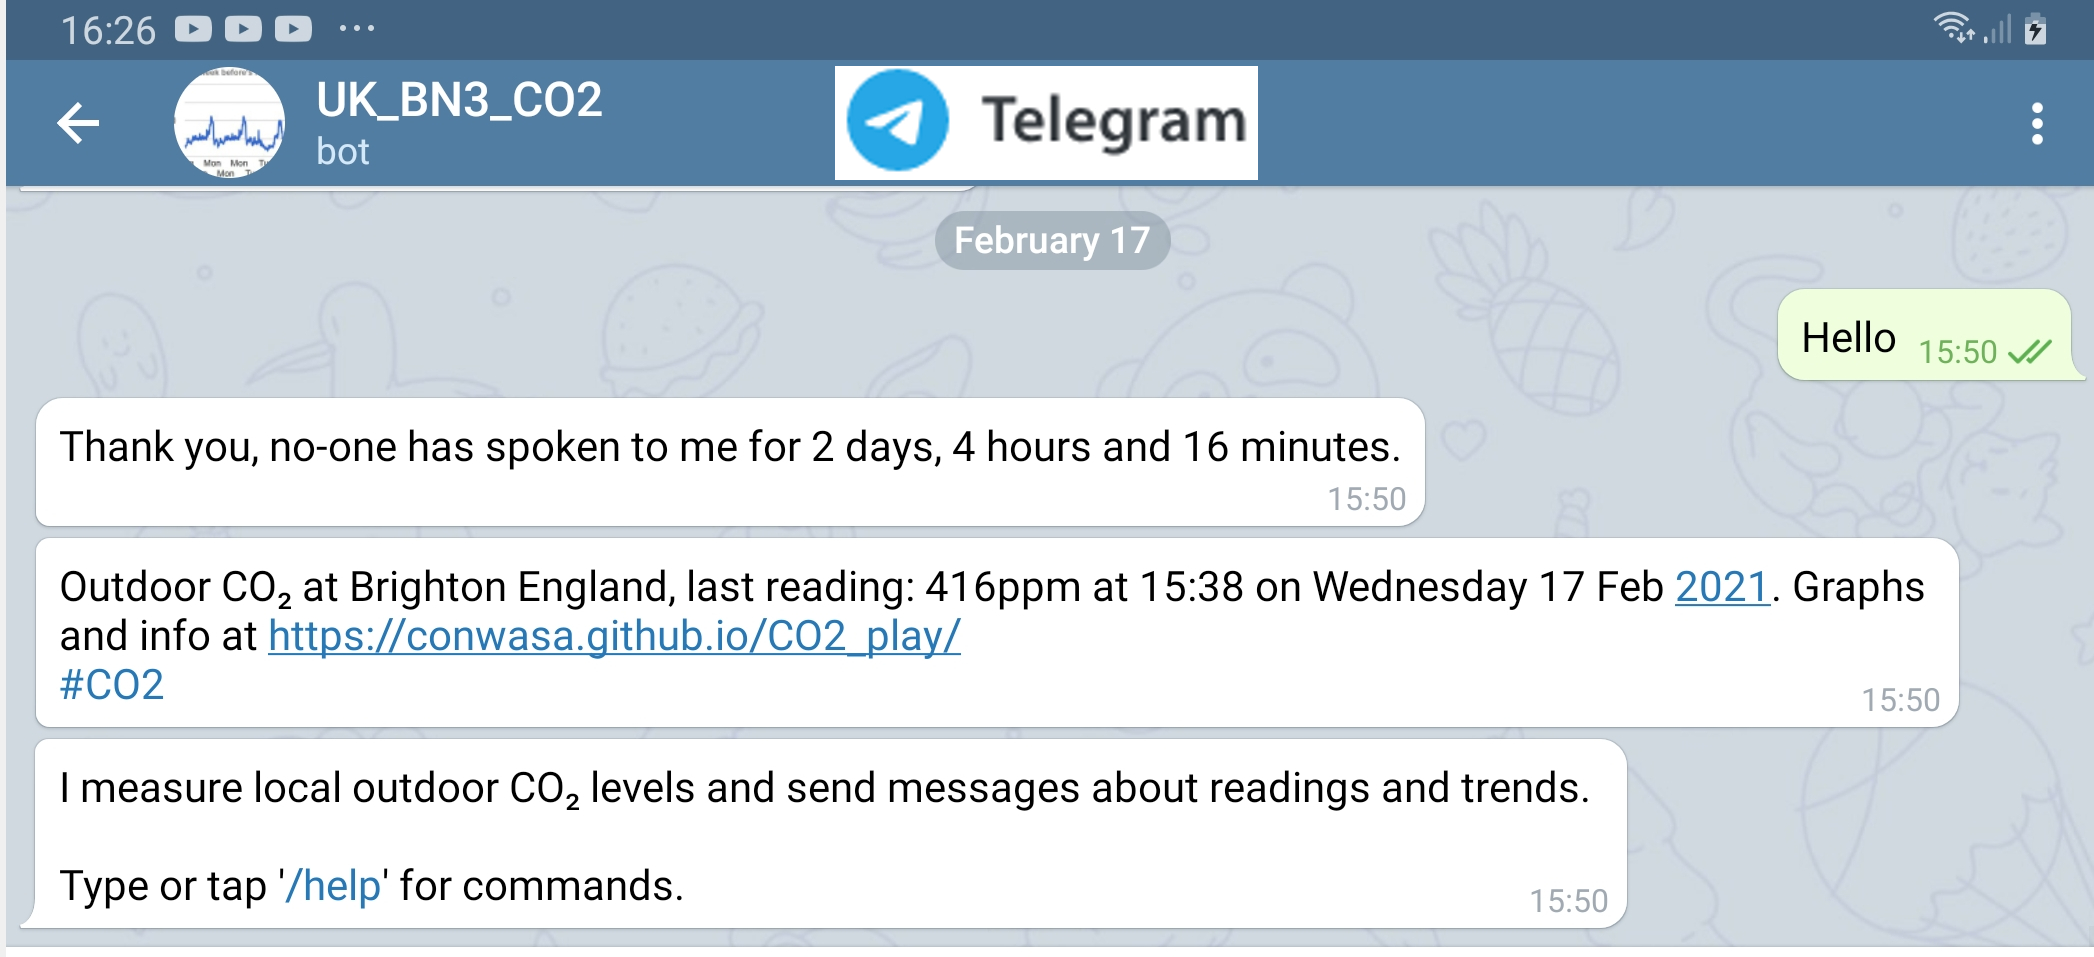 16:26 ...
UK_BN3_CO2
bot
Telegram
February 17
Hello 15:50
Thank you, no-one has spoken to me for 2 days, 4 hours and 16 minutes.
15:50
Outdoor CO₂ at Brighton England, last reading: 416ppm at 15:38 on Wednesday 17 Feb 2021. Graphs
and info at https://conwasa.github.io/CO2_play/
#CO2
15:50
I measure local outdoor CO₂ levels and send messages about readings and trends.
Type or tap '/help' for commands.
15:50